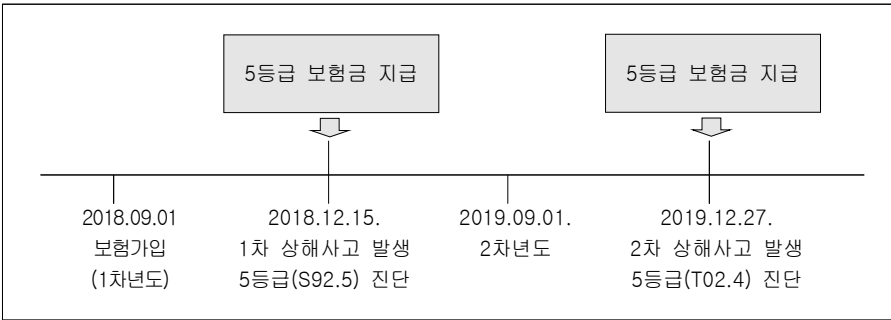 5등급 보험금 지급
5등급 보험금 지급
2018.09.01
보험가입
(1차년도)
2018.12.15.
1차 상해사고 발생
5등급(S92.5) 진단
2019.09.01.
2차년도
2019.12.27.
2차 상해사고 발생
5등급(T02.4) 진단